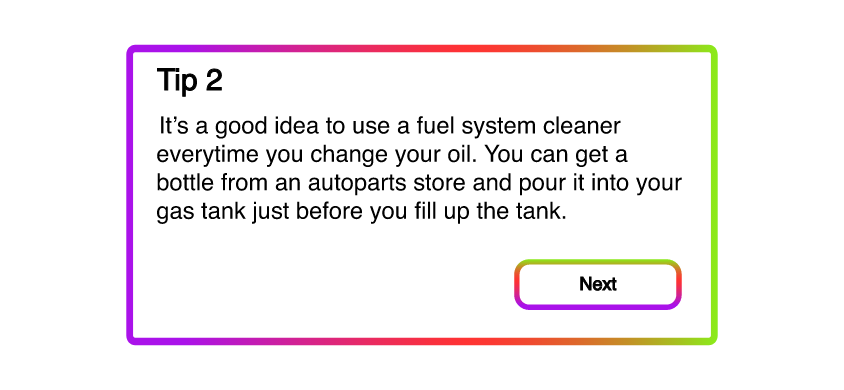 Tip 2
It’s a good idea to use a fuel system cleaner
everytime you change your oil. You can get a
bottle from an autoparts store and pour it into your
gas tank just before you fill up the tank.
Next